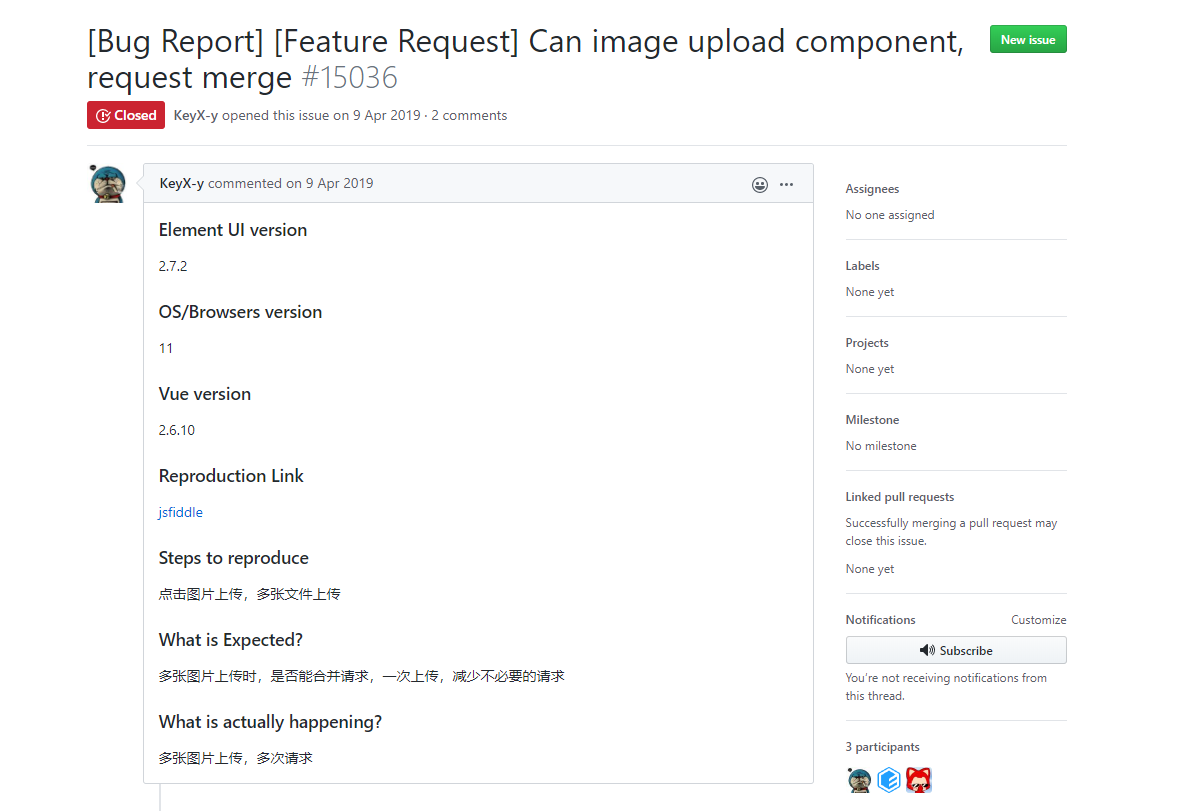 [Bug Report] [Feature Request] Can image upload component,
request merge #15036
New issue
Closed
KeyX-y opened this issue on 9 Apr 2019 · 2 comments
KeyX-y commented on 9 Apr 2019
Element UI version
2.7.2
OS/Browsers version
11
Vue version
2.6.10
Reproduction Link
jsfiddle
Steps to reproduce
点击图片上传，多张文件上传
What is Expected?
多张图片上传时，是否能合并请求，一次上传，减少不必要的请求
What is actually happening?
多张图片上传，多次请求
Assignees
No one assigned
Labels
None yet
Projects
None yet
Milestone
No milestone
Linked pull requests
Successfully merging a pull request may
close this issue.
None yet
Notifications
Customize
Subscribe
You're not receiving notifications from
this thread.
3 participants